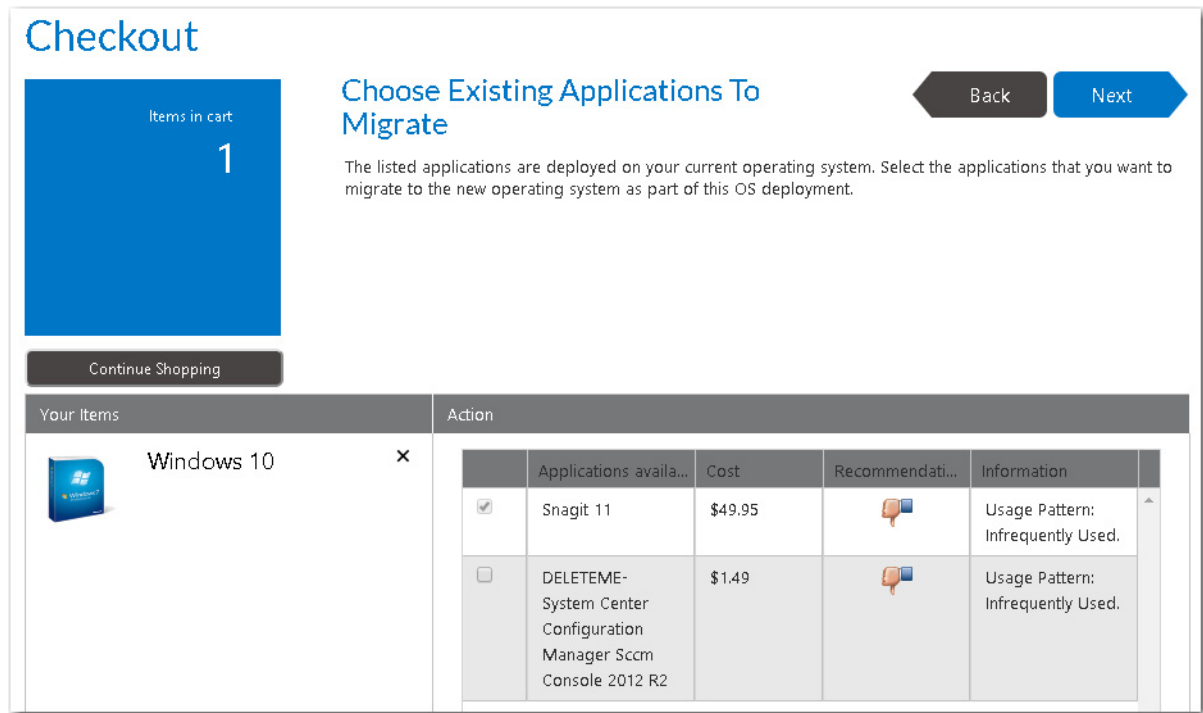 Checkout
Items in cart
1
Choose Existing Applications To
Migrate
Back
Next
The listed applications are deployed on your current operating system. Select the applications that you want to
migrate to the new operating system as part of this OS deployment.
Continue Shopping
Your Items
Action
Windows 10
Applications availa...
Cost
Recommendati...
Information
Snagit 11
$49.95
Usage Pattern:
Infrequently Used.
DELETEME-
System Center
Configuration
Manager Sccm
Console 2012 R2
$1.49
Usage Pattern:
Infrequently Used.